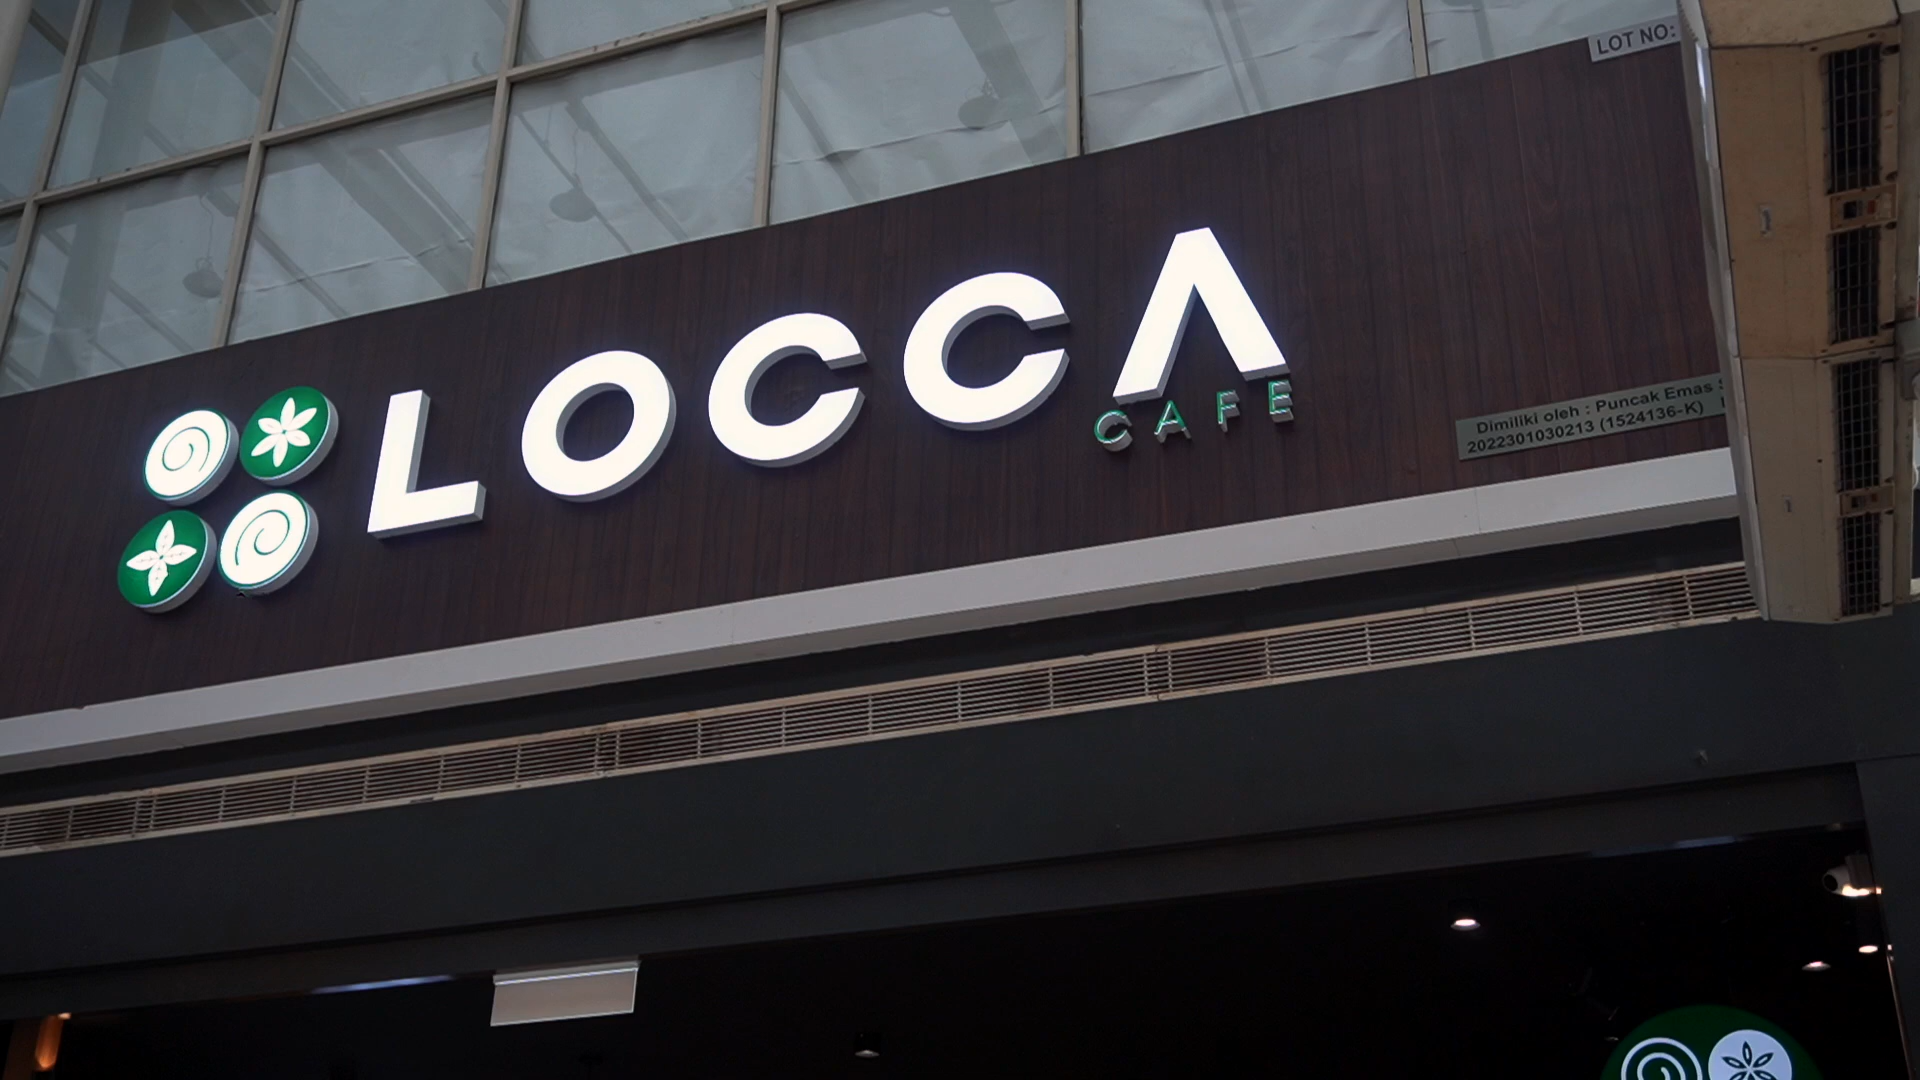 LOT NO:
LOCCA
CAFE
Dimiliki oleh : Puncak Emas S
2022301030213 (1524136-K)